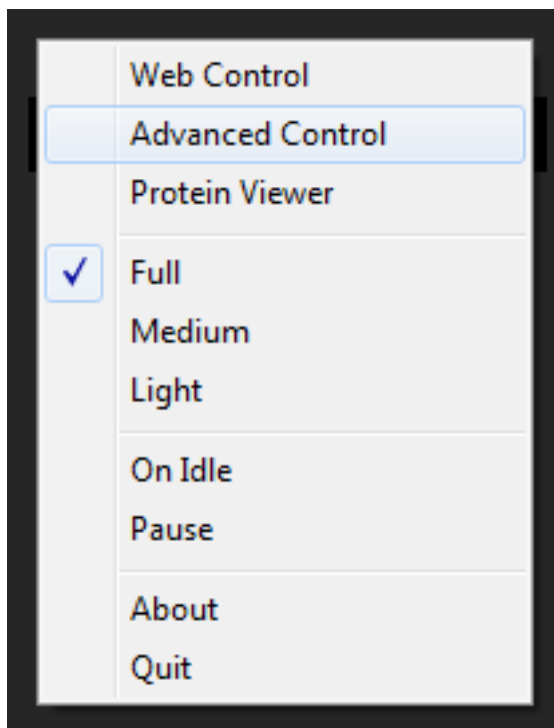 Web Control
Advanced Control
Protein Viewer
Full
Medium
Light
On Idle
Pause
About
Quit